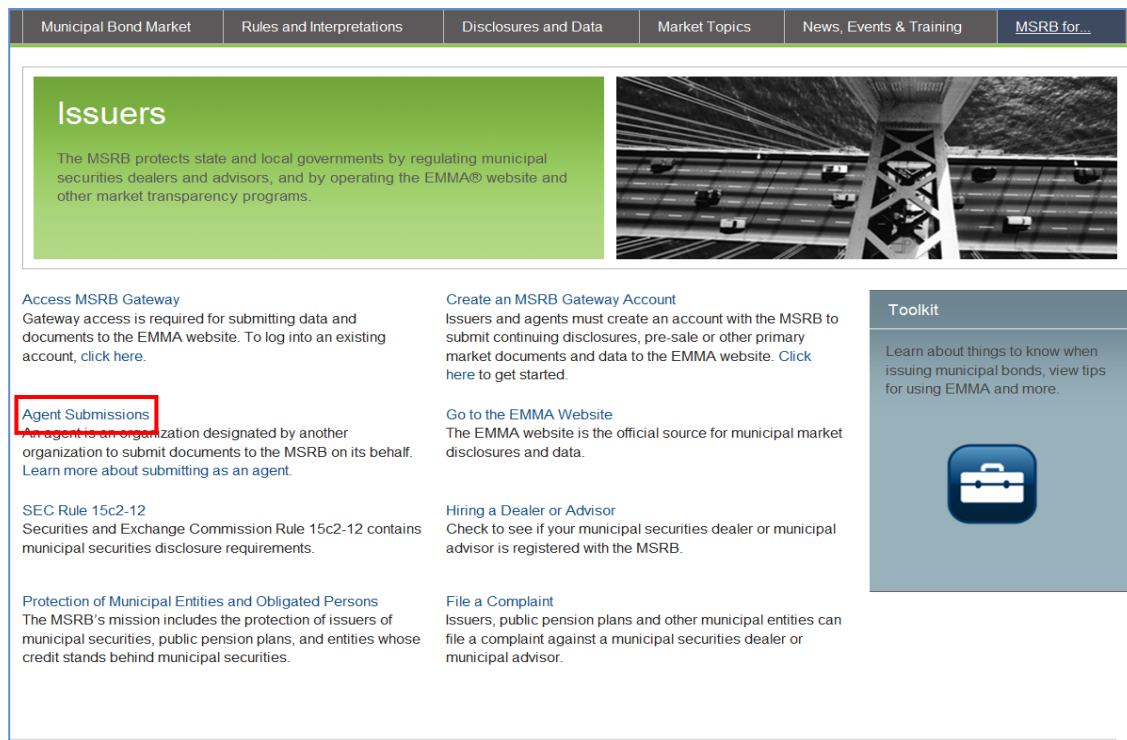 Municipal Bond Market
Rules and Interpretations
Disclosures and Data
Market Topics
News, Events & Training
MSRB for...
Issuers
The MSRB protects state and local governments by regulating municipal
securities dealers and advisors, and by operating the EMMA® website and
other market transparency programs.
Access MSRB Gateway
Gateway access is required for submitting data and
documents to the EMMA website. To log into an existing
account, click here.
Create an MSRB Gateway Account
Issuers and agents must create an account with the MSRB to
submit continuing disclosures, pre-sale or other primary
market documents and data to the EMMA website. Click
here to get started.
Agent Submissions
An agent is an organization designated by another
organization to submit documents to the MSRB on its behalf.
Learn more about submitting as an agent.
Go to the EMMA Website
The EMMA website is the official source for municipal market
disclosures and data.
SEC Rule 15c2-12
Securities and Exchange Commission Rule 15c2-12 contains
municipal securities disclosure requirements.
Hiring a Dealer or Advisor
Check to see if your municipal securities dealer or municipal
advisor is registered with the MSRB.
Protection of Municipal Entities and Obligated Persons
The MSRB's mission includes the protection of issuers of
municipal securities, public pension plans, and entities whose
credit stands behind municipal securities.
File a Complaint
Issuers, public pension plans and other municipal entities can
file a complaint against a municipal securities dealer or
municipal advisor.
Toolkit
Learn about things to know when
issuing municipal bonds, view tips
for using EMMA and more.